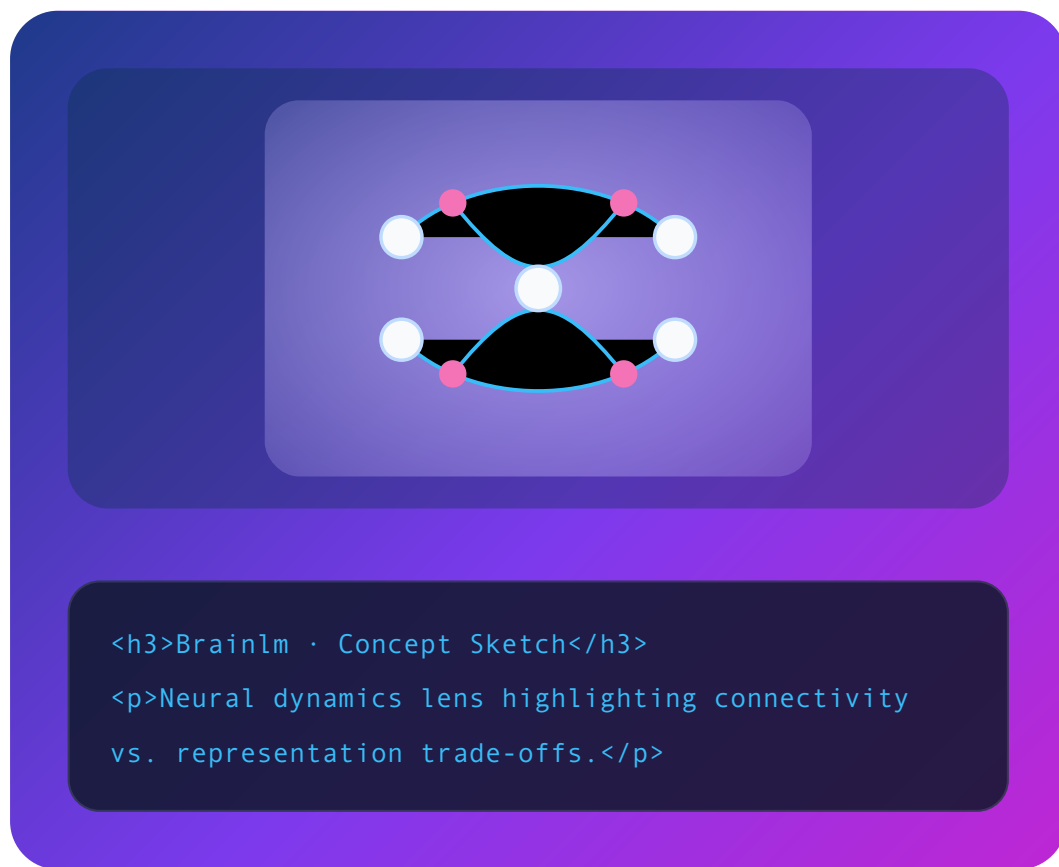 <h3>Brainlm · Concept Sketch</h3>
<p>Neural dynamics lens highlighting connectivity
vs. representation trade-offs.</p>